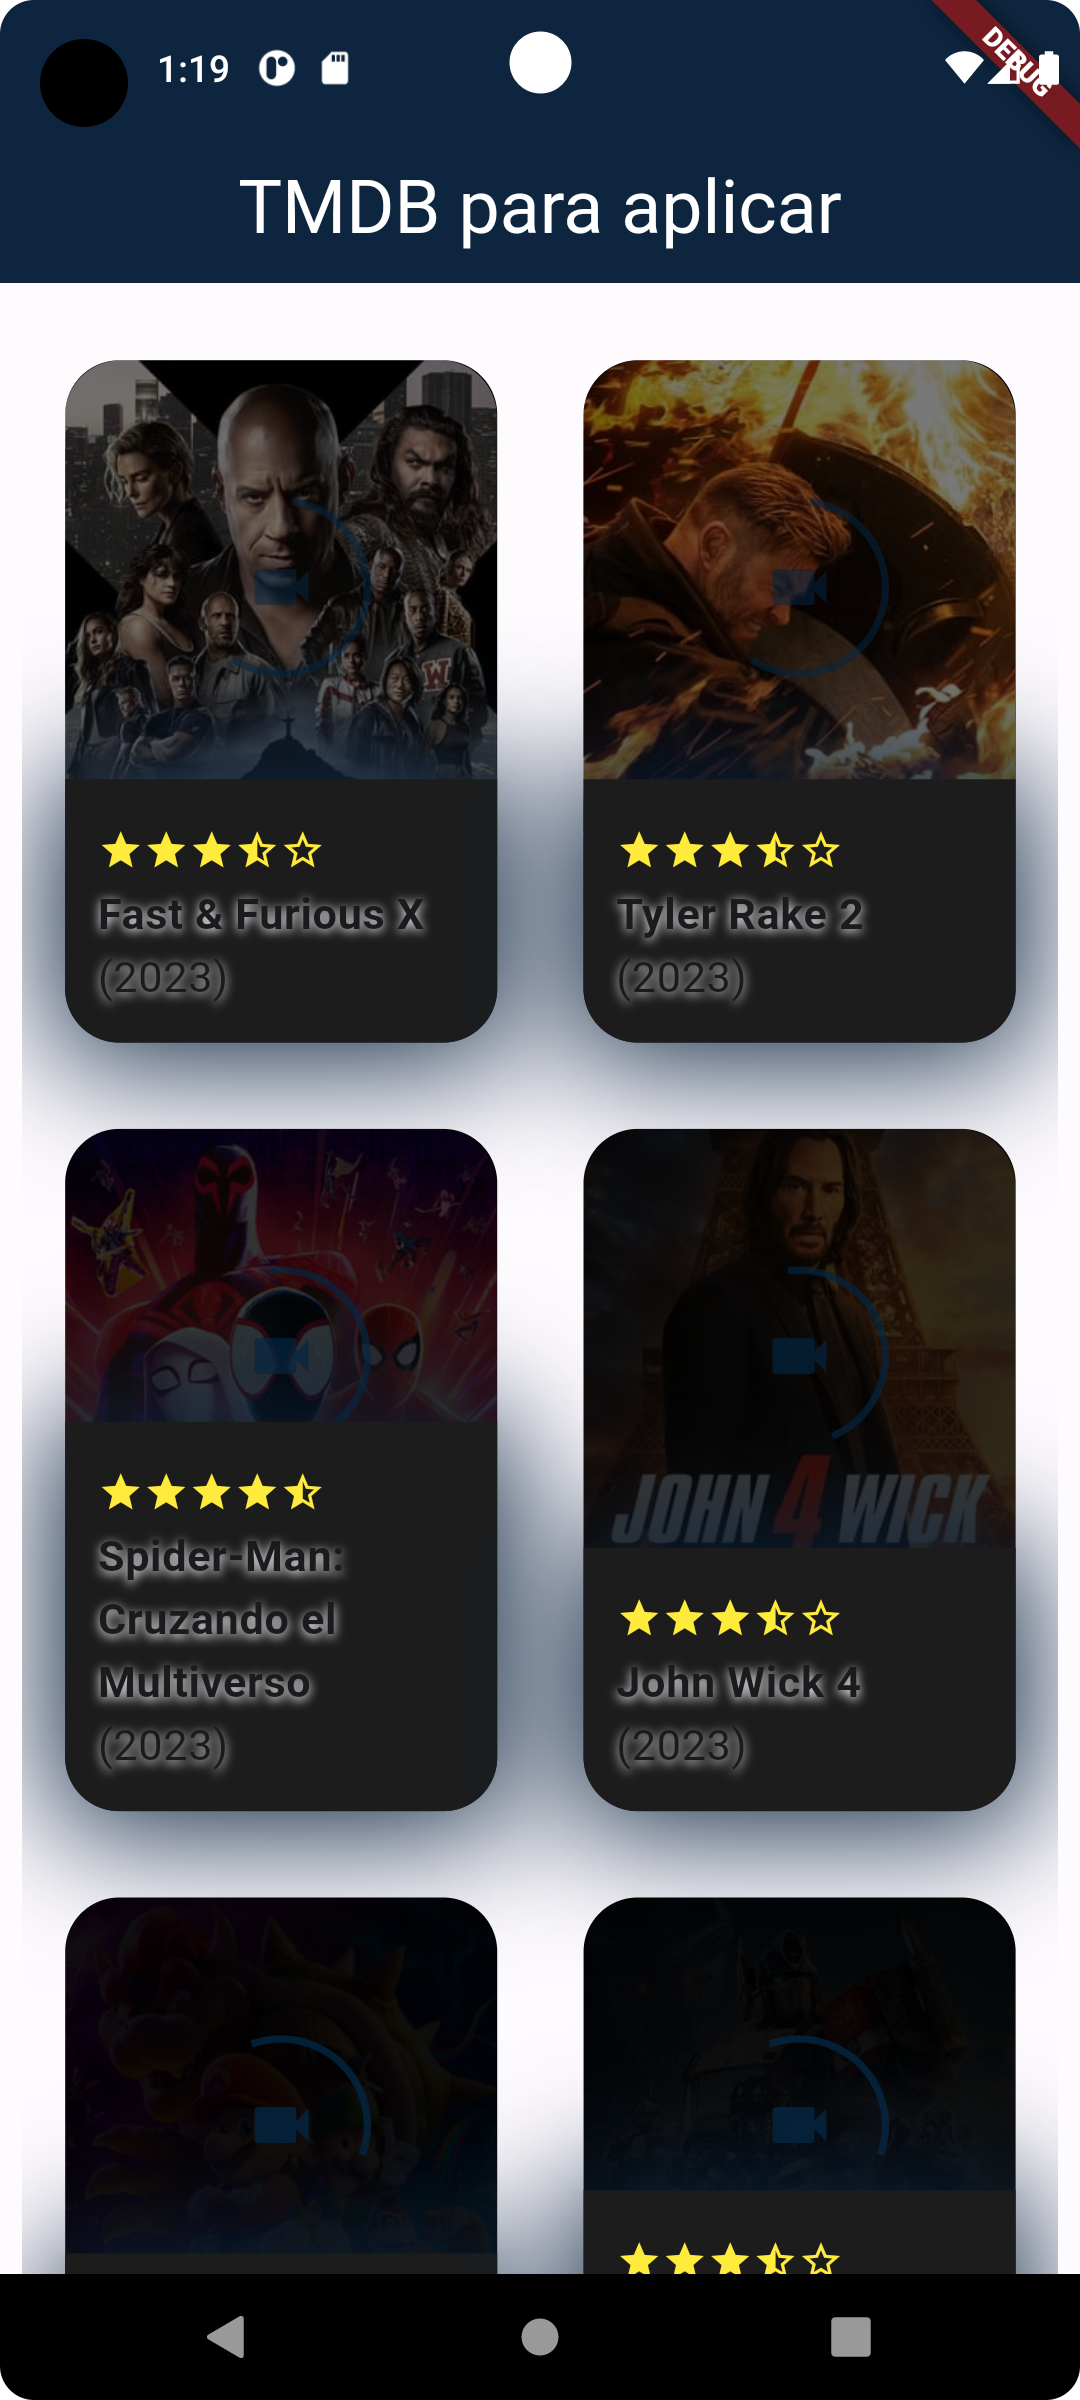 1:19
DEBUG
TMDB para aplicar
W
Fast & Furious X
(2023)
Tyler Rake 2
(2023)
Spider-Man:
Cruzando el
Multiverso
(2023)
JOHN 4 WICK
John Wick 4
(2023)